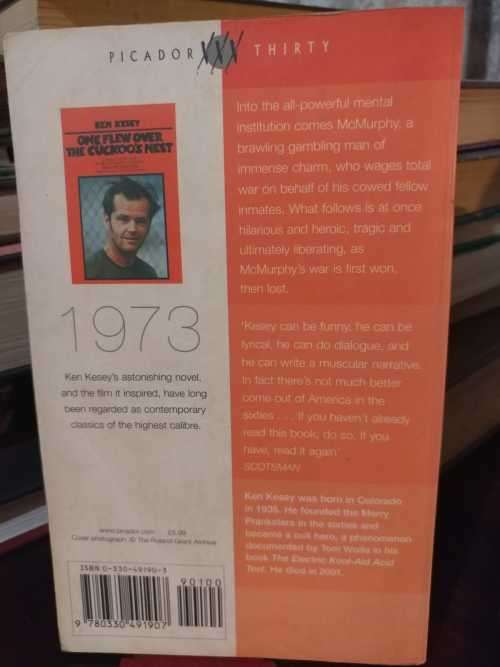 PICADOR XXX THIRTY
KEN KESEY
ONE FLEW OVER
THE CUCKOO'S NEST
1973
Ken Kesey's astonishing novel,
and the film it inspired, have long
been regarded as contemporary
classics of the highest calibre.
www.picador.com £5.99
Cover photograph © The Roland Grant Archive
ISBN 0-330-49190-3
90100
9 780330 491907
Into the all-powerful mental
institution comes McMurphy, a
brawling gambling man of
immense charm, who wages total
war on behalf of his cowed fellow
inmates. What follows is at once
hilarious and heroic, tragic and
ultimately liberating, as
McMurphy's war is first won,
then lost.
'Kesey can be funny, he can be
lyrical, he can do dialogue, and
he can write a muscular narrative.
In fact there's not much better
come out of America in the
sixties . . . If you haven't already
read this book, do so. If you
have, read it again'
SCOTSMAN
Ken Kesey was born in Colorado
in 1935. He founded the Merry
Pranksters in the sixties and
became a cult hero, a phenomenon
documented by Tom Wolfe in his
book The Electric Kool-Aid Acid
Test. He died in 2001.